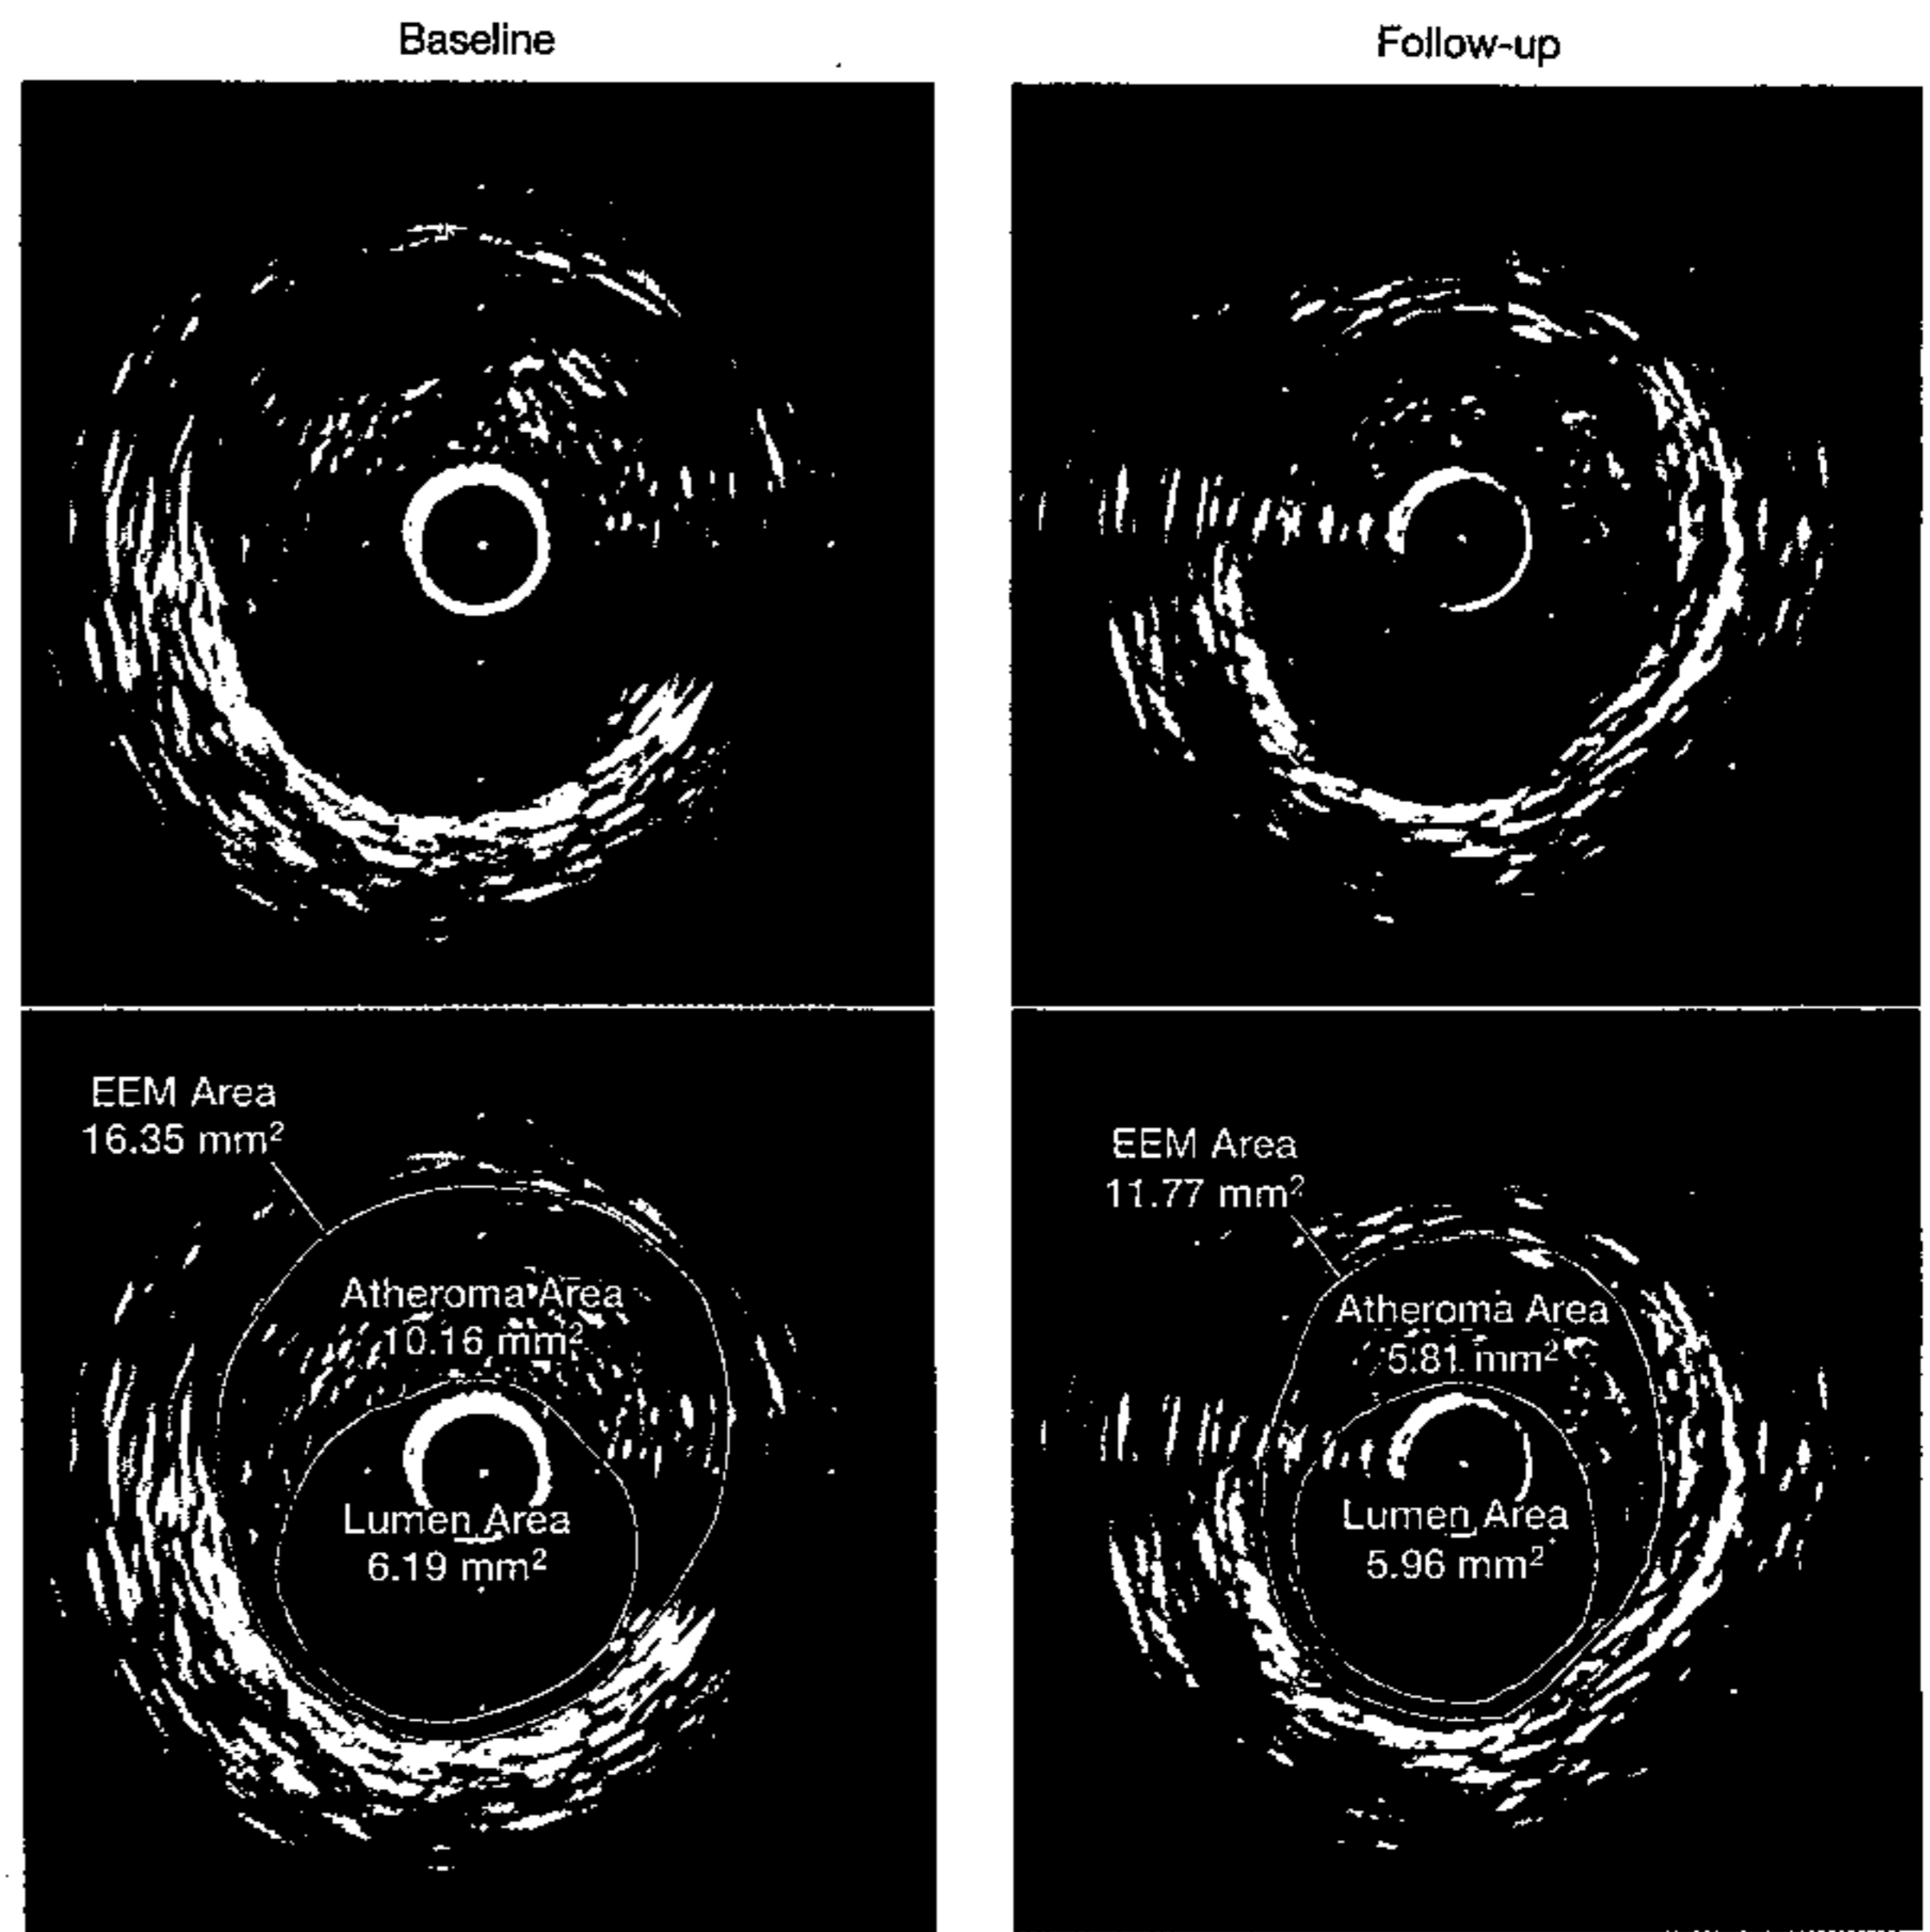 Baseline
Follow-up
EEM Area
16.35 mm²
Atheroma Area
10.16 mm²
Lumen Area
6.19 mm²
EEM Area
11.77 mm²
Atheroma Area
5.81 mm²
Lumen Area
5.96 mm²